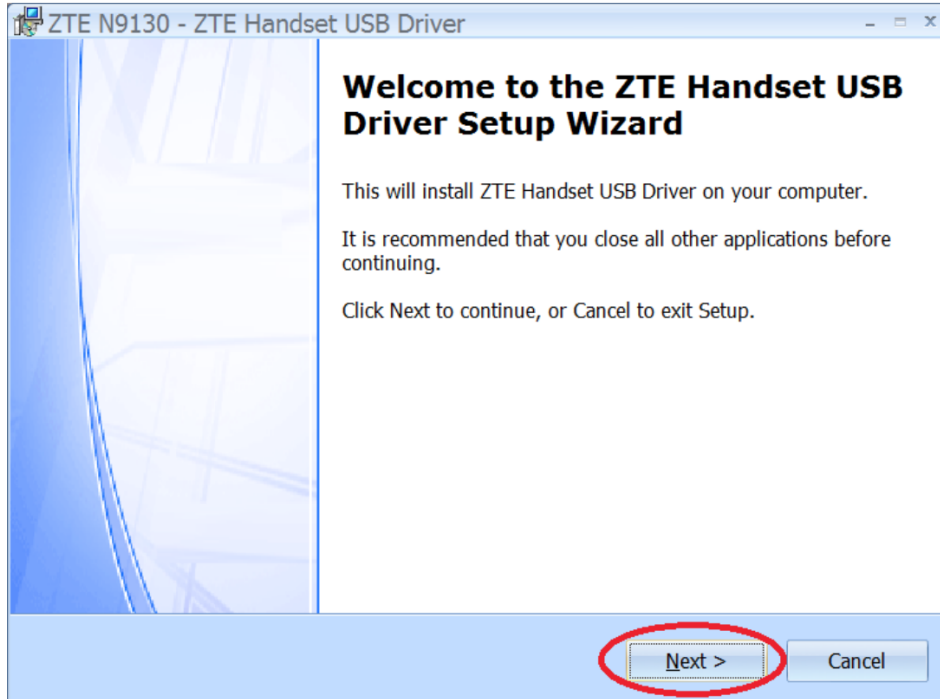 ZTE N9130 - ZTE Handset USB Driver
Welcome to the ZTE Handset USB
Driver Setup Wizard
This will install ZTE Handset USB Driver on your computer.
It is recommended that you close all other applications before
continuing.
Click Next to continue, or Cancel to exit Setup.
Next >
Cancel